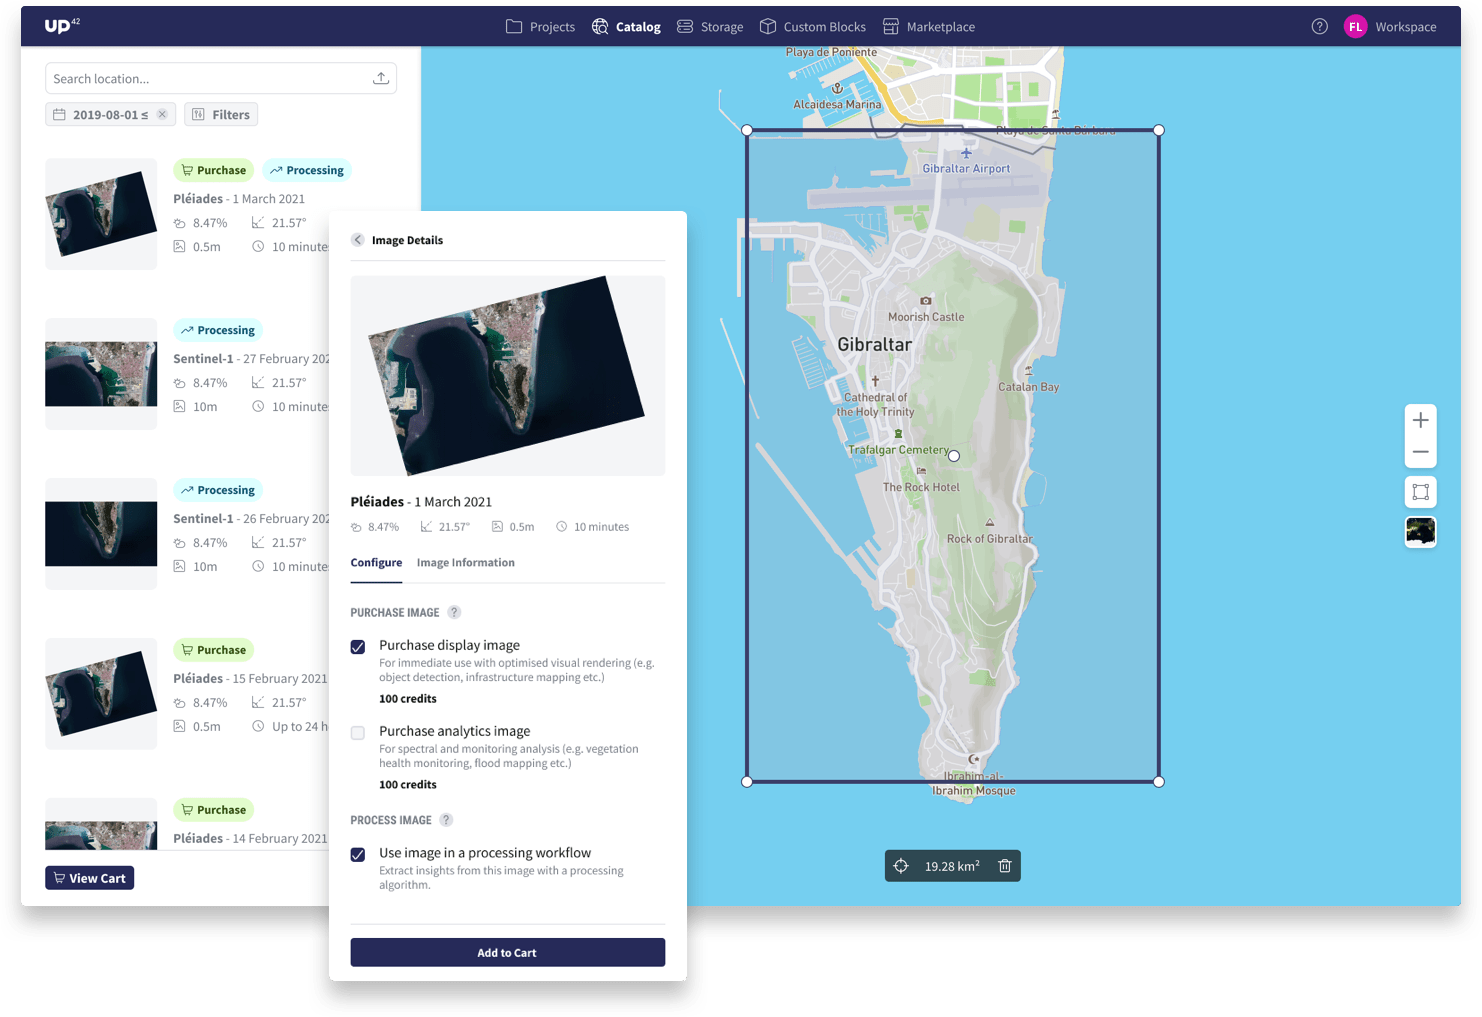 UP42
Projects
Catalog
Storage
Custom Blocks
Marketplace
?
FL
Workspace
Search location...
2019-08-01 ≤
Filters
Purchase
Processing
Pléiades - 1 March 2021
8.47%
21.57°
0.5m
10 minute
Processing
Sentinel-1 - 27 February 202
8.47%
21.57°
10m
10 minute
Processing
Sentinel-1 - 26 February 202
8.47%
21.57°
10m
10 minute
Purchase
Pléiades - 15 February 2021
8.47%
21.57°
0.5m
Up to 24 h
Purchase
Pléiades - 14 February 2021
View Cart
Image Details
Pléiades - 1 March 2021
8.47%
21.57°
0.5m
10 minutes
Configure
Image Information
PURCHASE IMAGE ?
Purchase display image
For immediate use with optimised visual rendering (e.g.
object detection, infrastructure mapping etc.)
100 credits
Purchase analytics image
For spectral and monitoring analysis (e.g. vegetation
health monitoring, flood mapping etc.)
100 credits
PROCESS IMAGE ?
Use image in a processing workflow
Extract insights from this image with a processing
algorithm.
Add to Cart
Playa de Poniente
Alcaidesa Marina
Playa de Santa Bárbara
Gibraltar Airport
Moorish Castle
Gibraltar
Catalan Bay
Cathedral of
the Holy Trinity
Trafalgar Cemetery
The Rock Hotel
Rock of Gibraltar
Ibrahim-al-
Ibrahim Mosque
19.28 km²